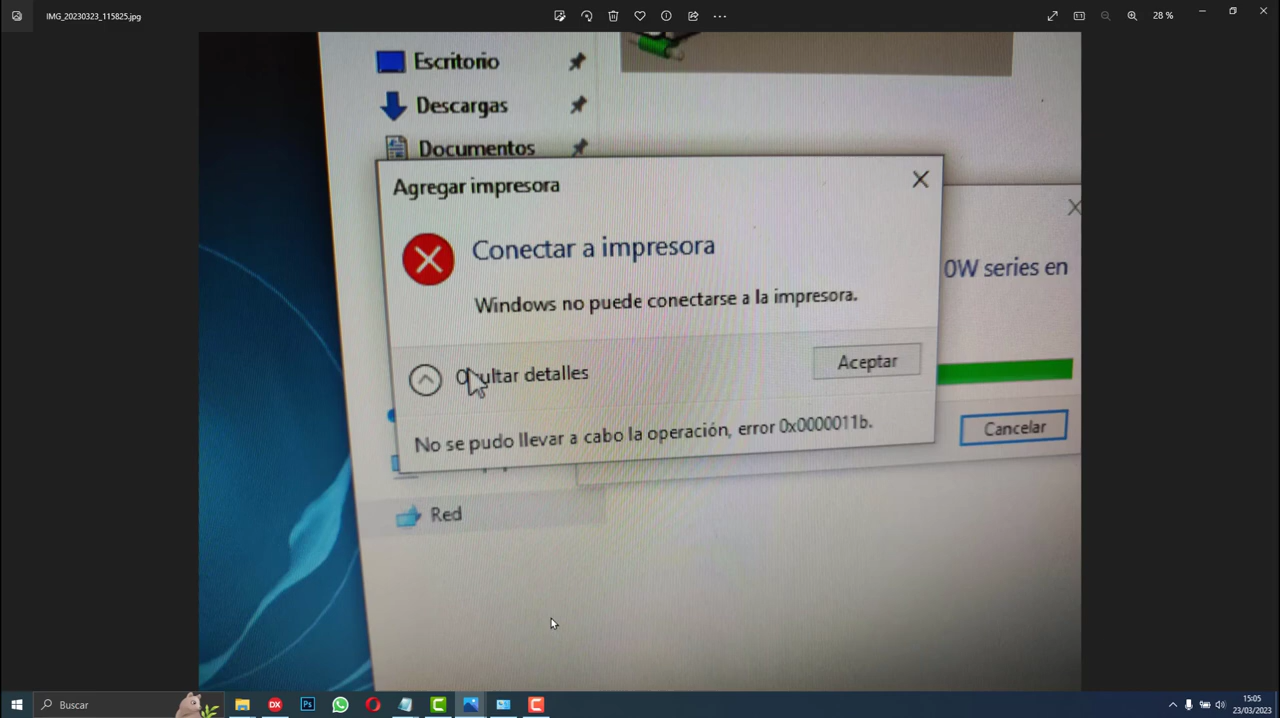 IMG_20230323_115825.jpg
28 %
Escritorio
Descargas
Documentos
Agregar impresora
Conectar a impresora
0W series en
Windows no puede conectarse a la impresora.
Ocultar detalles
Aceptar
No se pudo llevar a cabo la operación, error 0x0000011b.
Cancelar
Red
Buscar
DX
Ps
C
C
15:05
23/03/2023